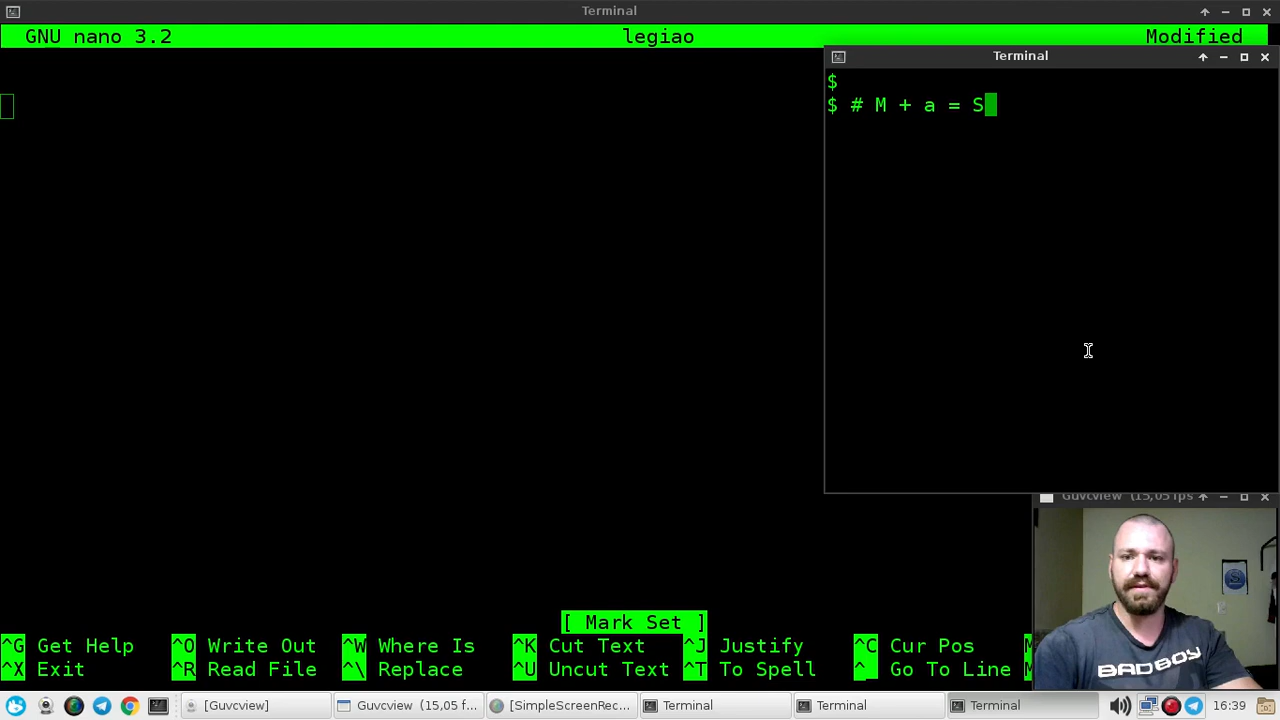 Terminal
GNU nano 3.2 legiao Modified
Terminal
$
$ # M + a = S
[ Mark Set ]
^G Get Help ^O Write Out ^W Where Is ^K Cut Text ^J Justify ^C Cur Pos M
^X Exit ^R Read File ^\ Replace ^U Uncut Text ^T To Spell ^_ Go To Line M
Guvcview (15,05 fps
BADBOY
[Guvcview]
Guvcview (15,05 f...
[SimpleScreenRec...
Terminal
Terminal
Terminal
16:39